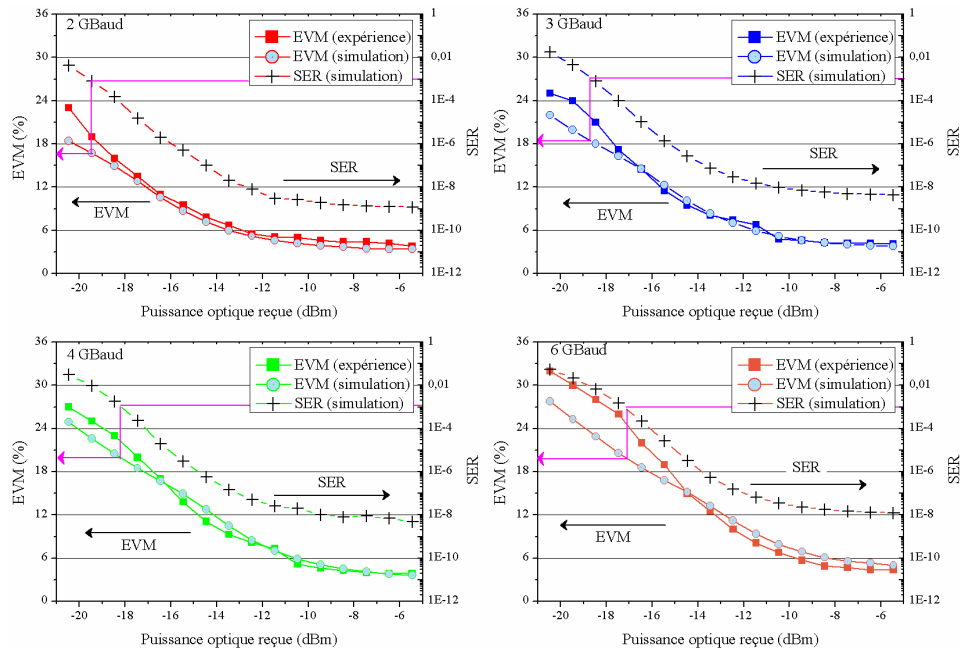 2 GBaud
EVM (expérience)
EVM (simulation)
SER (simulation)
36
30
24
18
12
6
0
EVM (%)
1
0,01
1E-4
1E-6
1E-8
1E-10
1E-12
SER
SER
EVM
-20 -18 -16 -14 -12 -10 -8 -6
Puissance optique reçue (dBm)
3 GBaud
EVM (expérience)
EVM (simulation)
SER (simulation)
36
30
24
18
12
6
0
EVM (%)
1
0,01
1E-4
1E-6
1E-8
1E-10
1E-12
SER
SER
EVM
-20 -18 -16 -14 -12 -10 -8 -6
Puissance optique reçue (dBm)
4 GBaud
EVM (expérience)
EVM (simulation)
SER (simulation)
36
30
24
18
12
6
0
EVM (%)
1
0,01
1E-4
1E-6
1E-8
1E-10
1E-12
SER
SER
EVM
-20 -18 -16 -14 -12 -10 -8 -6
Puissance optique reçue (dBm)
6 GBaud
EVM (expérience)
EVM (simulation)
SER (simulation)
36
30
24
18
12
6
0
EVM (%)
1
0,01
1E-4
1E-6
1E-8
1E-10
1E-12
SER
SER
EVM
-20 -18 -16 -14 -12 -10 -8 -6
Puissance optique reçue (dBm)